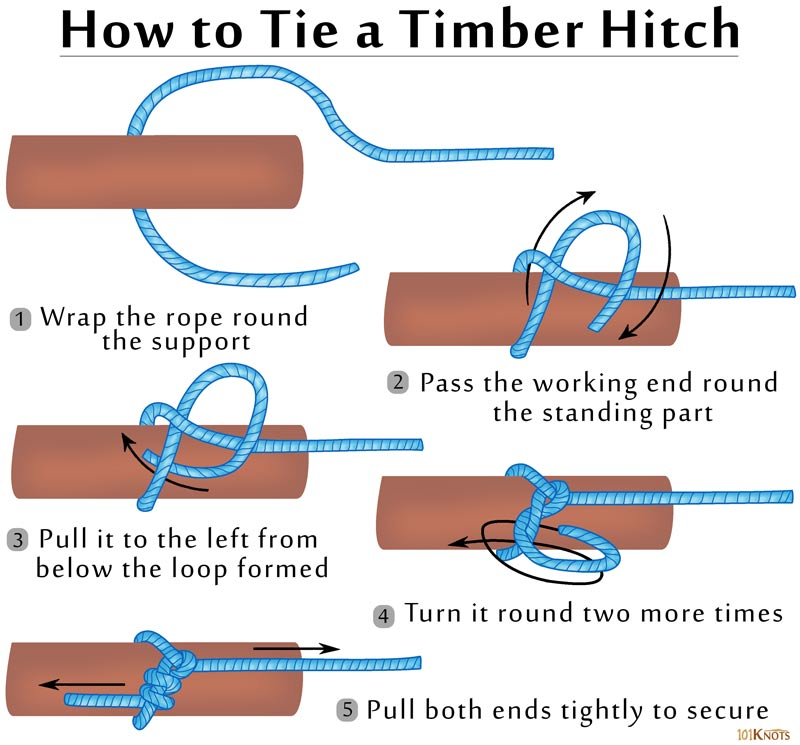 How to Tie a Timber Hitch
1 Wrap the rope round
the support
2 Pass the working end round
the standing part
3 Pull it to the left from
below the loop formed
4 Turn it round two more times
5 Pull both ends tightly to secure
101KNOTS